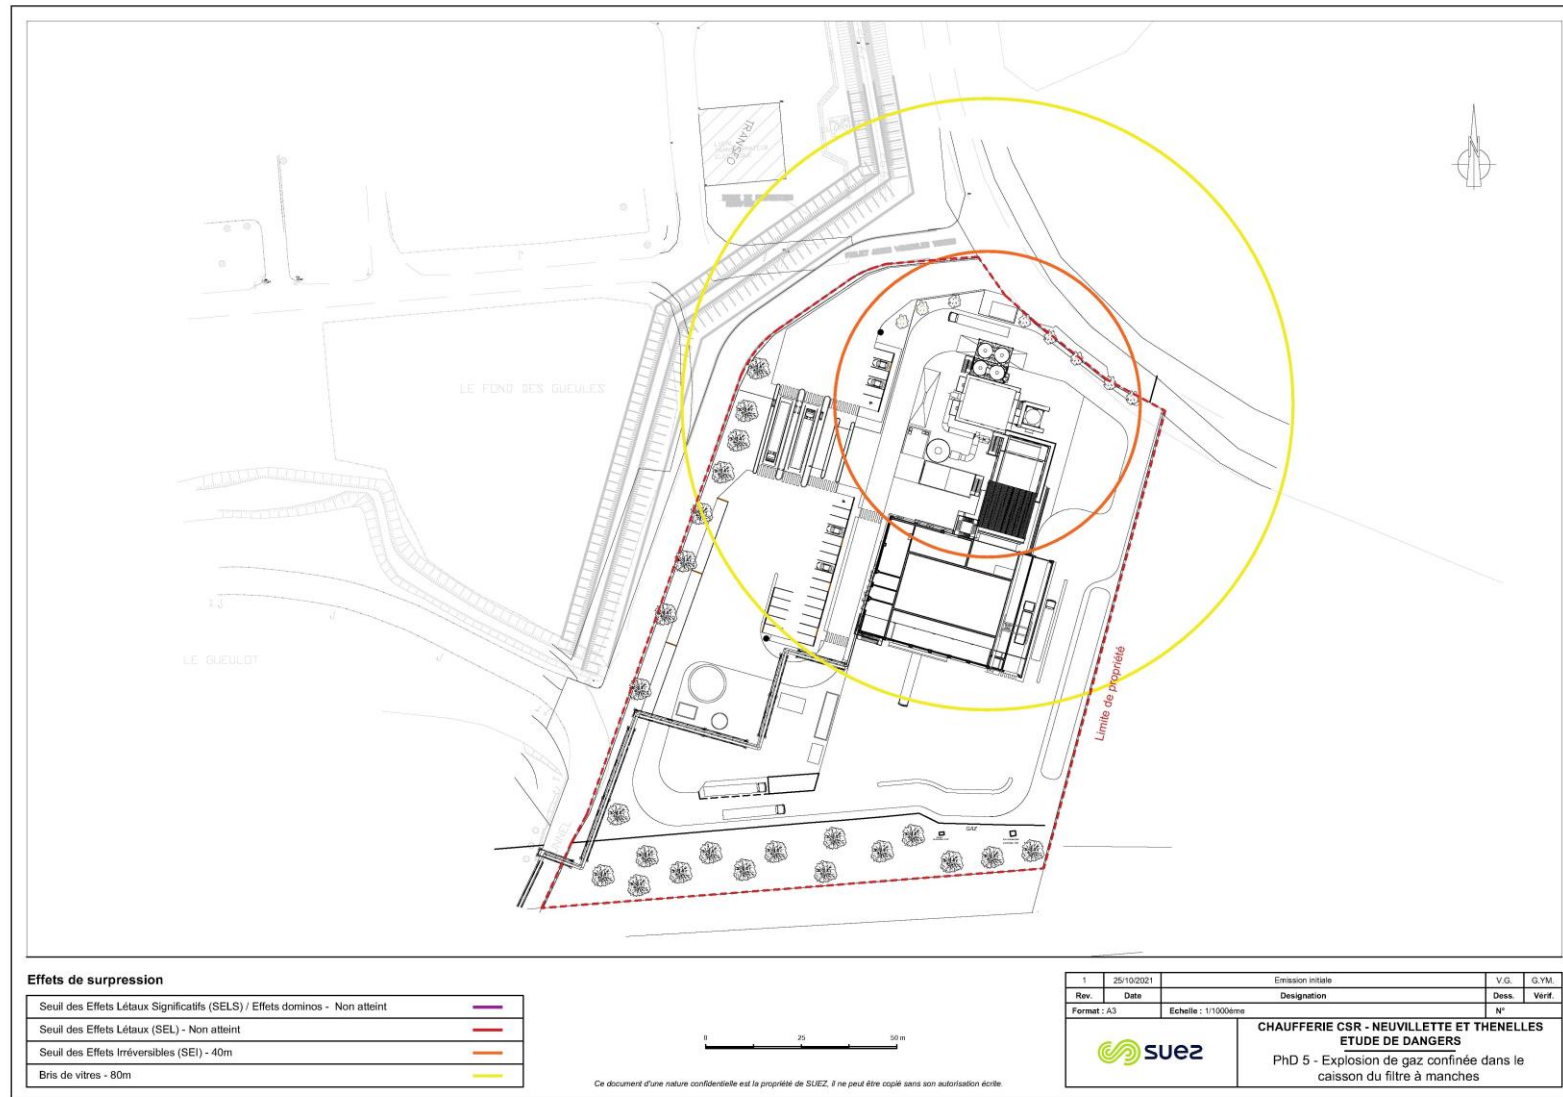 TRANSFO
LE FOND DES GUEULES
LE GUEULOT
Limite de propriété
GAZ
Effets de surpression
Seuil des Effets Létaux Significatifs (SELS) / Effets dominos - Non atteint
Seuil des Effets Létaux (SEL) - Non atteint
Seuil des Effets Irréversibles (SEI) - 40m
Bris de vitres - 80m
0 25 50 m
Ce document d'une nature confidentielle est la propriété de SUEZ, il ne peut être copié sans son autorisation écrite.
1 25/10/2021 Emission initiale V.G. G.YM.
Rev. Date Designation Dess. Vérif.
Format : A3 Echelle : 1/1000ème N°
suez
CHAUFFERIE CSR - NEUVILLETTE ET THENELLES
ETUDE DE DANGERS
PhD 5 - Explosion de gaz confinée dans le
caisson du filtre à manches